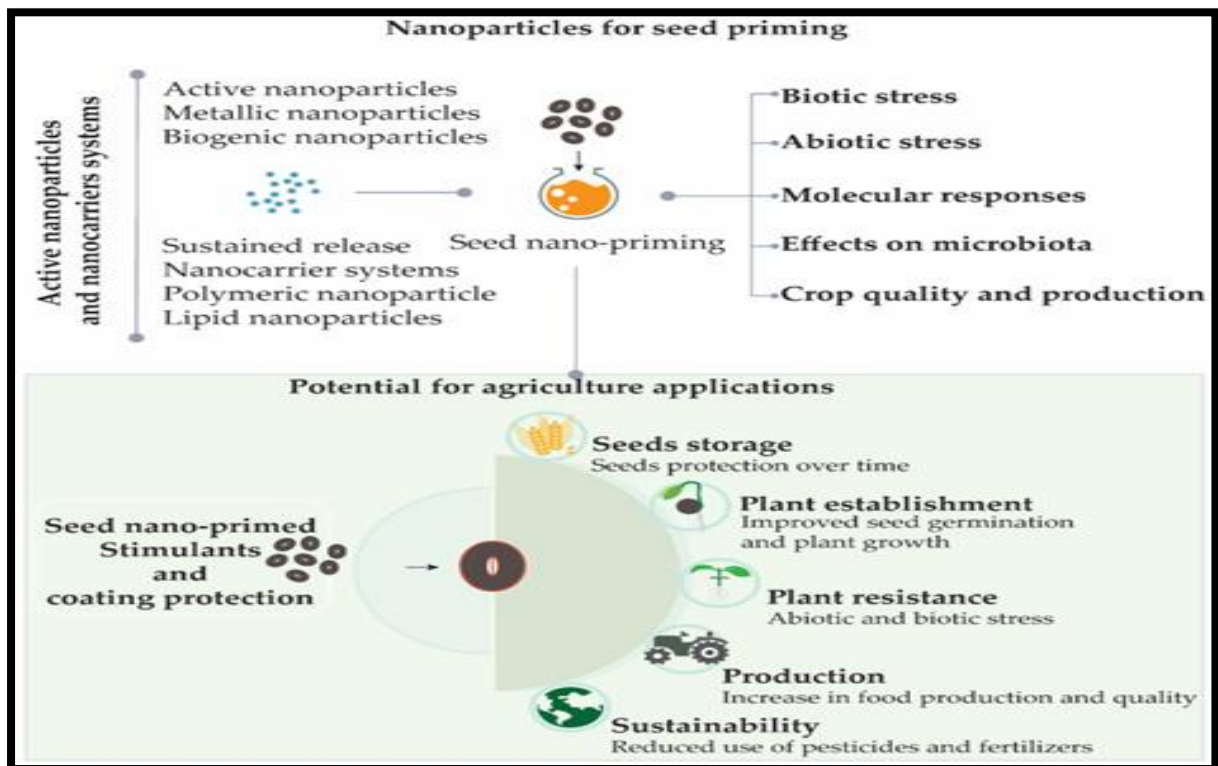 Nanoparticles for seed priming
Active nanoparticles
and nanocarriers systems
Active nanoparticles
Metallic nanoparticles
Biogenic nanoparticles
Sustained release
Nanocarrier systems
Polymeric nanoparticle
Lipid nanoparticles
Seed nano-priming
Biotic stress
Abiotic stress
Molecular responses
Effects on microbiota
Crop quality and production
Potential for agriculture applications
Seed nano-primed
Stimulants
and
coating protection
Seeds storage
Seeds protection over time
Plant establishment
Improved seed germination
and plant growth
Plant resistance
Abiotic and biotic stress
Production
Increase in food production and quality
Sustainability
Reduced use of pesticides and fertilizers